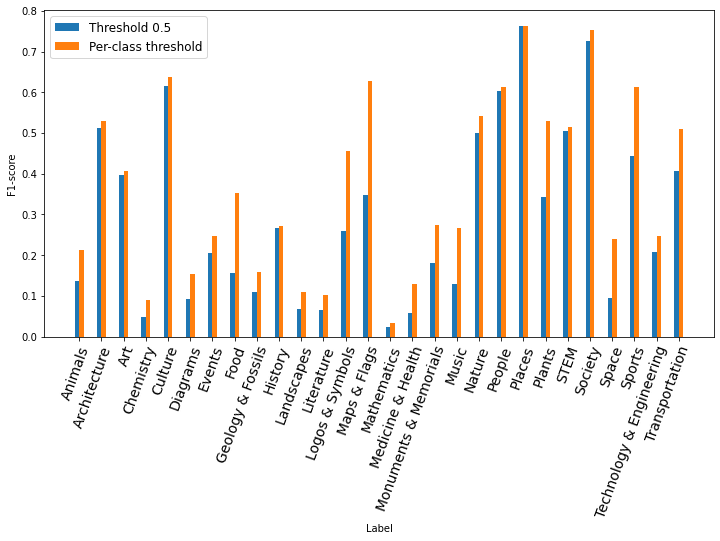 Threshold 0.5
Per-class threshold
F1-score
0.8
0.7
0.6
0.5
0.4
0.3
0.2
0.1
0.0
Animals
Architecture
Art
Chemistry
Culture
Diagrams
Events
Food
Geology & Fossils
History
Landscapes
Literature
Logos & Symbols
Maps & Flags
Mathematics
Medicine & Health
Monuments & Memorials
Music
Nature
People
Places
Plants
STEM
Society
Space
Sports
Technology & Engineering
Transportation
Label